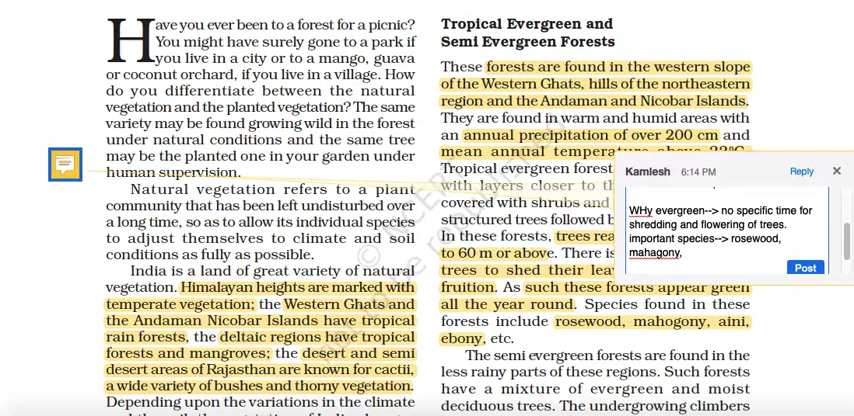 Have you ever been to a forest for a picnic?
You might have surely gone to a park if
you live in a city or to a mango, guava
or coconut orchard, if you live in a village. How
do you differentiate between the natural
vegetation and the planted vegetation? The same
variety may be found growing wild in the forest
under natural conditions and the same tree
may be the planted one in your garden under
human supervision.
Natural vegetation refers to a plant
community that has been left undisturbed over
a long time, so as to allow its individual species
to adjust themselves to climate and soil
conditions as fully as possible.
India is a land of great variety of natural
vegetation. Himalayan heights are marked with
temperate vegetation; the Western Ghats and
the Andaman Nicobar Islands have tropical
rain forests, the deltaic regions have tropical
forests and mangroves; the desert and semi
desert areas of Rajasthan are known for cactii,
a wide variety of bushes and thorny vegetation.
Depending upon the variations in the climate
Tropical Evergreen and
Semi Evergreen Forests
These forests are found in the western slope
of the Western Ghats, hills of the northeastern
region and the Andaman and Nicobar Islands.
They are found in warm and humid areas with
an annual precipitation of over 200 cm and
mean annual temperature above 22°C.
Tropical evergreen
with layers closer to
covered with shrubs and
structured trees followed
In these forests, trees
to 60 m or above. There is
trees to shed their
fruition. As such these forests appear green
all the year round. Species found in these
forests include rosewood, mahogony, aini,
ebony, etc.
The semi evergreen forests are found in the
less rainy parts of these regions. Such forests
have a mixture of evergreen and moist
deciduous trees. The undergrowing climbers
Kamlesh 6:14 PM Reply
WHy evergreen--> no specific time for
shredding and flowering of trees.
important species--> rosewood,
mahagony,
Post